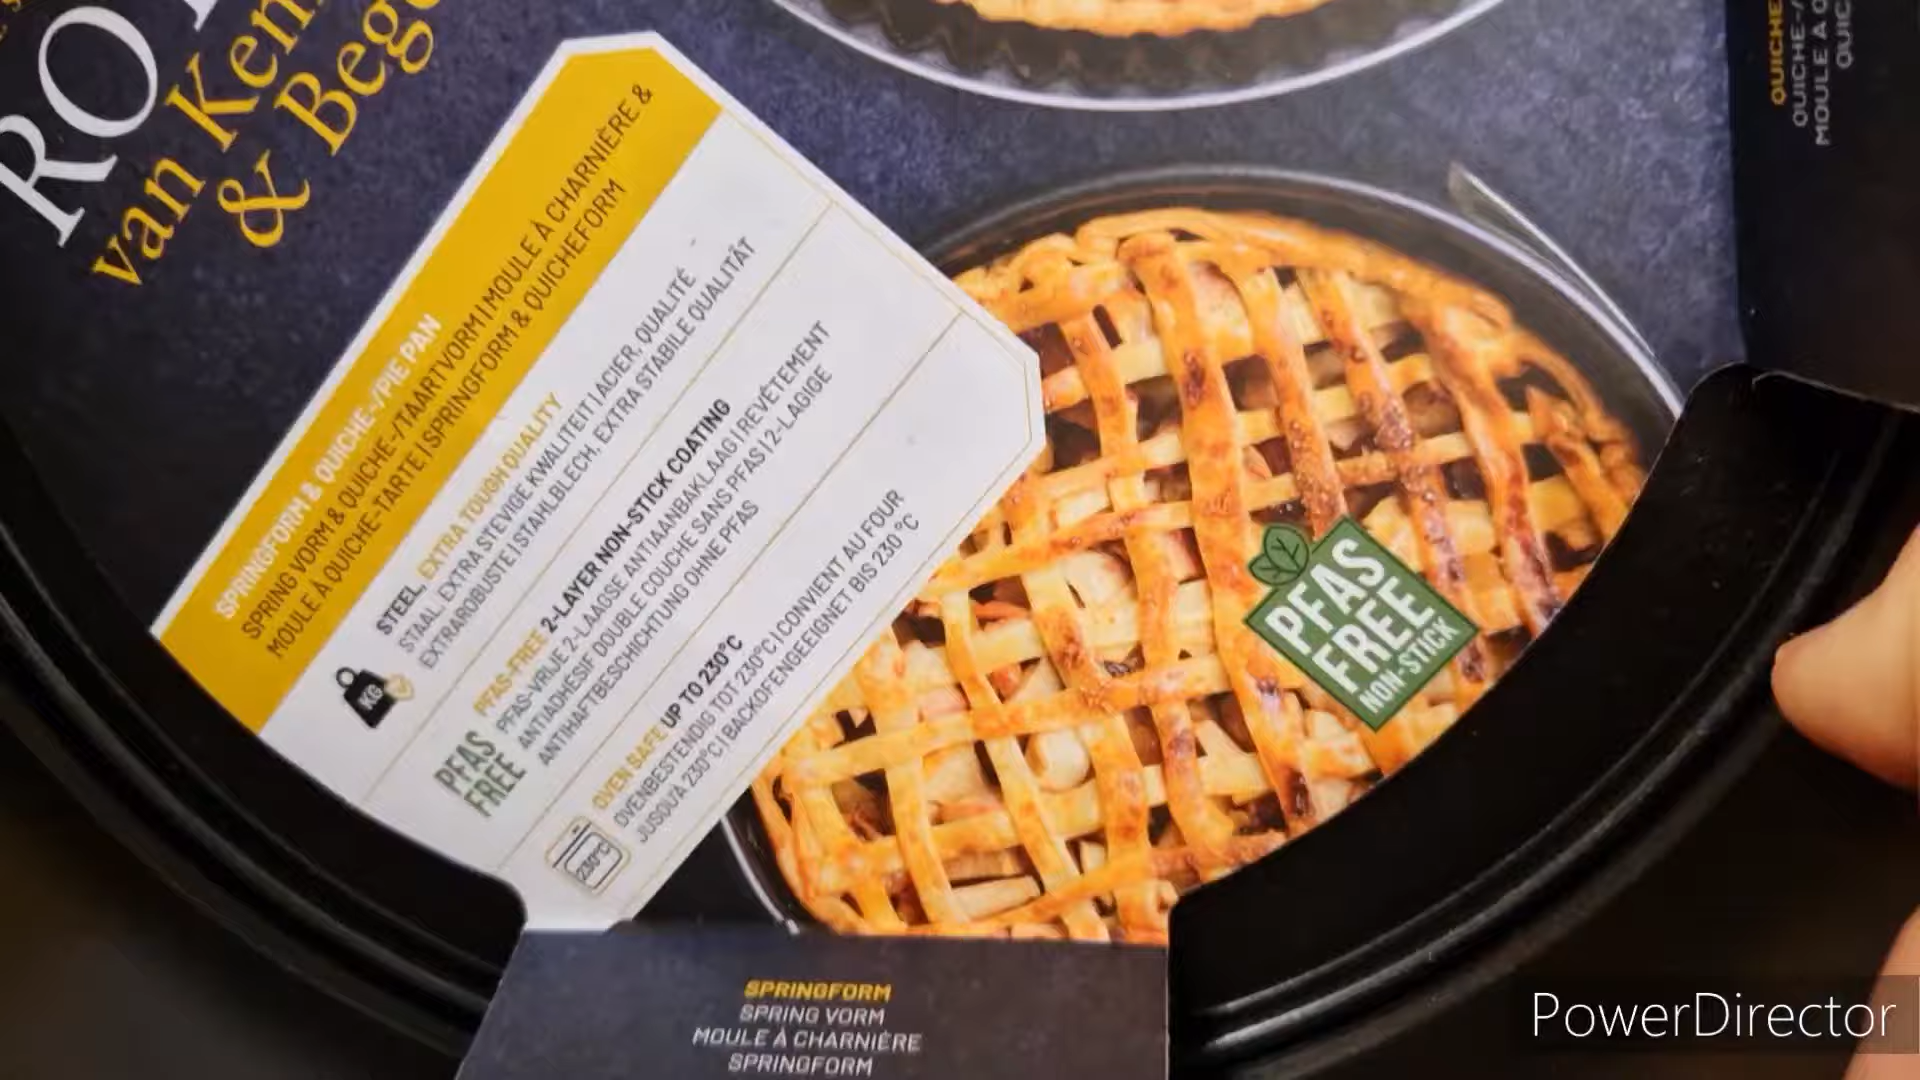 SPRINGFORM & QUICHE-/PIE PAN
SPRING VORM & QUICHE-/TAARTVORM | MOULE À CHARNIÈRE &
MOULE À QUICHE-TARTE | SPRINGFORM & QUICHEFORM
STEEL, EXTRA TOUGH QUALITY
STAAL, EXTRA STEVIGE KWALITEIT | ACIER, QUALITÉ
EXTRAROBUSTE | STAHLBLECH, EXTRA STABILE QUALITÄT
KG
PFAS-FREE 2-LAYER NON-STICK COATING
PFAS-VRIJE 2-LAAGSE ANTIAANBAKLAAG | REVÊTEMENT
ANTIADHESIF DOUBLE COUCHE SANS PFAS | 2-LAGIGE
ANTIHAFTBESCHICHTUNG OHNE PFAS
PFAS
FREE
OVEN SAFE UP TO 230°C
OVENBESTENDIG TOT 230°C | CONVIENT AU FOUR
JUSQU'À 230°C | BACKOFENGEEIGNET BIS 230 °C
230°C
van
&
PFAS
FREE
NON-STICK
MOULE À
SPRINGFORM
SPRING VORM
MOULE À CHARNIÈRE
SPRINGFORM
PowerDirector